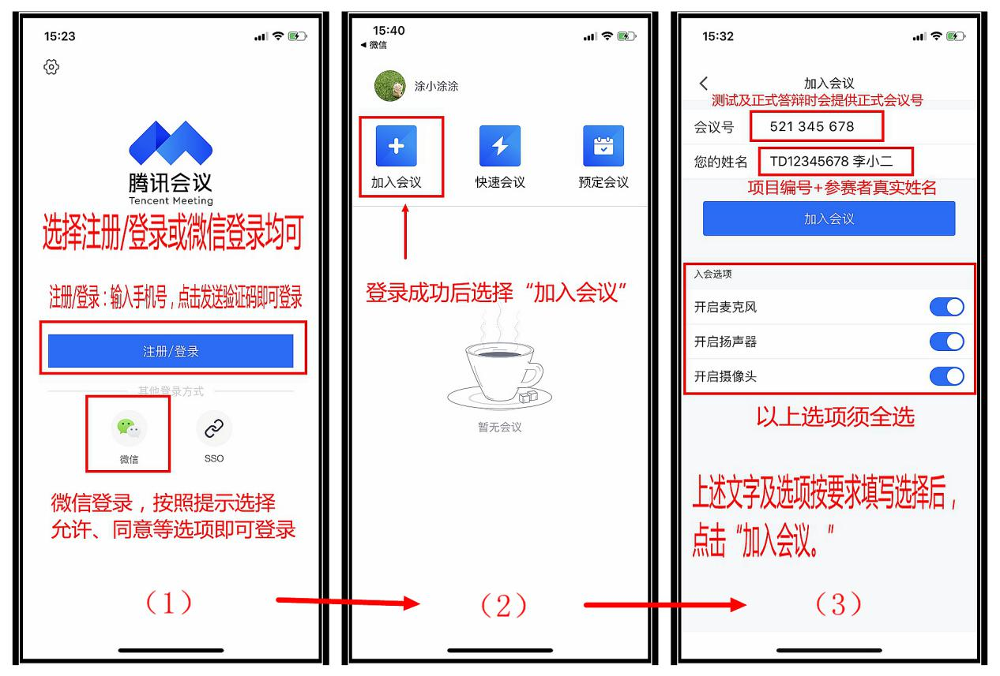 15:23
腾讯会议
Tencent Meeting
选择注册/登录或微信登录均可
注册/登录：输入手机号，点击发送验证码即可登录
注册/登录
其他登录方式
微信
SSO
微信登录，按照提示选择
允许、同意等选项即可登录
（1）
15:40
◀ 微信
涂小涂涂
加入会议
快速会议
预定会议
登录成功后选择“加入会议”
暂无会议
（2）
15:32
加入会议
测试及正式答辩时会提供正式会议号
会议号 521 345 678
您的姓名 TD12345678 李小二
项目编号+参赛者真实姓名
加入会议
入会选项
开启麦克风
开启扬声器
开启摄像头
以上选项须全选
上述文字及选项按要求填写选择后，
点击“加入会议。”
（3）